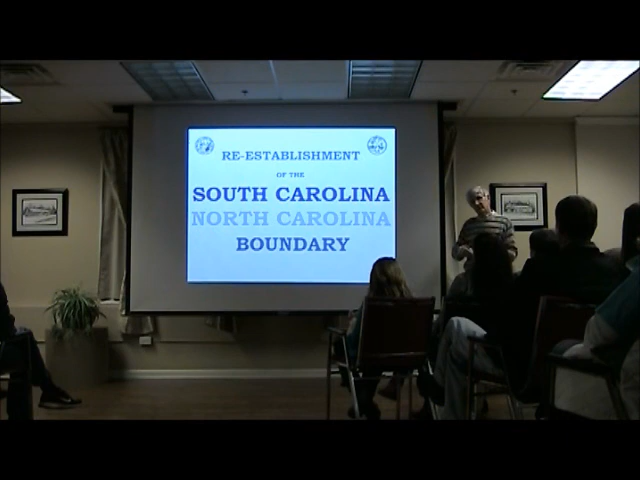 RE-ESTABLISHMENT
OF THE
SOUTH CAROLINA
NORTH CAROLINA
BOUNDARY